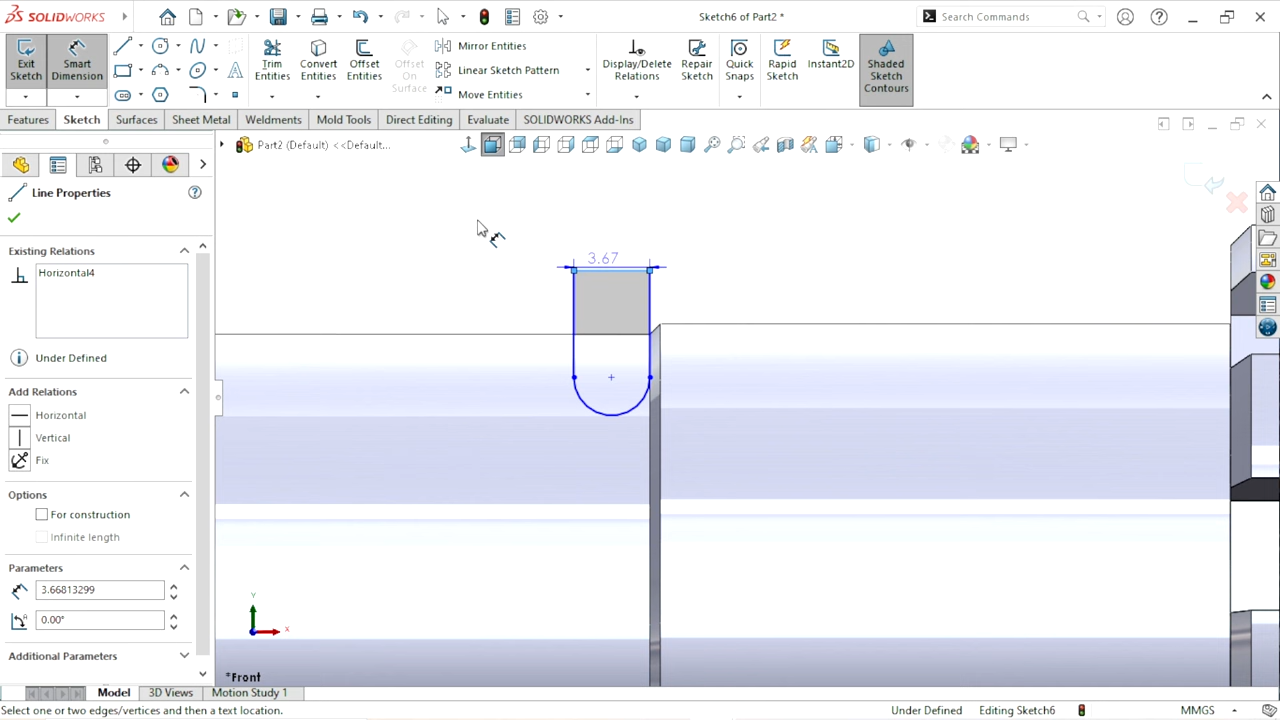 SOLIDWORKS
Sketch6 of Part2 *
Search Commands
Exit Sketch
Smart Dimension
Trim Entities
Convert Entities
Offset Entities
Offset On Surface
Mirror Entities
Linear Sketch Pattern
Move Entities
Display/Delete Relations
Repair Sketch
Quick Snaps
Rapid Sketch
Instant2D
Shaded Sketch Contours
Features
Sketch
Surfaces
Sheet Metal
Weldments
Mold Tools
Direct Editing
Evaluate
SOLIDWORKS Add-Ins
Part2 (Default) <<Default...
Line Properties
Existing Relations
Horizontal4
Under Defined
Add Relations
Horizontal
Vertical
Fix
Options
For construction
Infinite length
Parameters
3.66813299
0.00°
Additional Parameters
3.67
Y
X
*Front
Model
3D Views
Motion Study 1
Select one or two edges/vertices and then a text location.
Under Defined
Editing Sketch6
MMGS